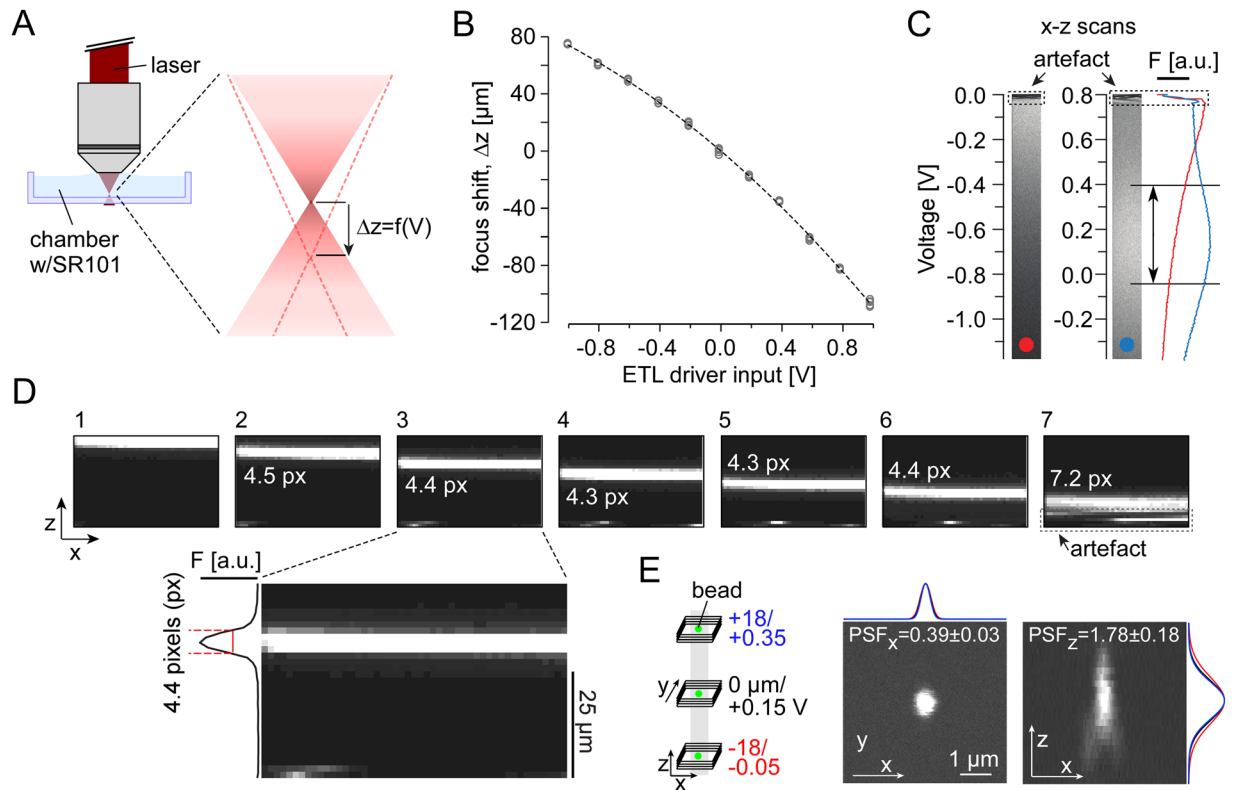 A
laser
chamber
w/SR101
Δz=f(V)
B
focus shift, Δz [µm]
80
40
0
-40
-80
-120
-0.8
-0.4
0.0
0.4
0.8
ETL driver input [V]
C
x-z scans
artefact
F [a.u.]
Voltage [V]
0.0
-0.2
-0.4
-0.6
-0.8
-1.0
0.8
0.6
0.4
0.2
0.0
-0.2
D
1
2
3
4
5
6
7
4.5 px
4.4 px
4.3 px
4.3 px
4.4 px
7.2 px
z
x
artefact
F [a.u.]
4.4 pixels (px)
25 µm
E
bead
+18/
+0.35
y
0 µm/
+0.15 V
-18/
-0.05
z
x
PSFx=0.39±0.03
y
x
1 µm
PSFz=1.78±0.18
z
x